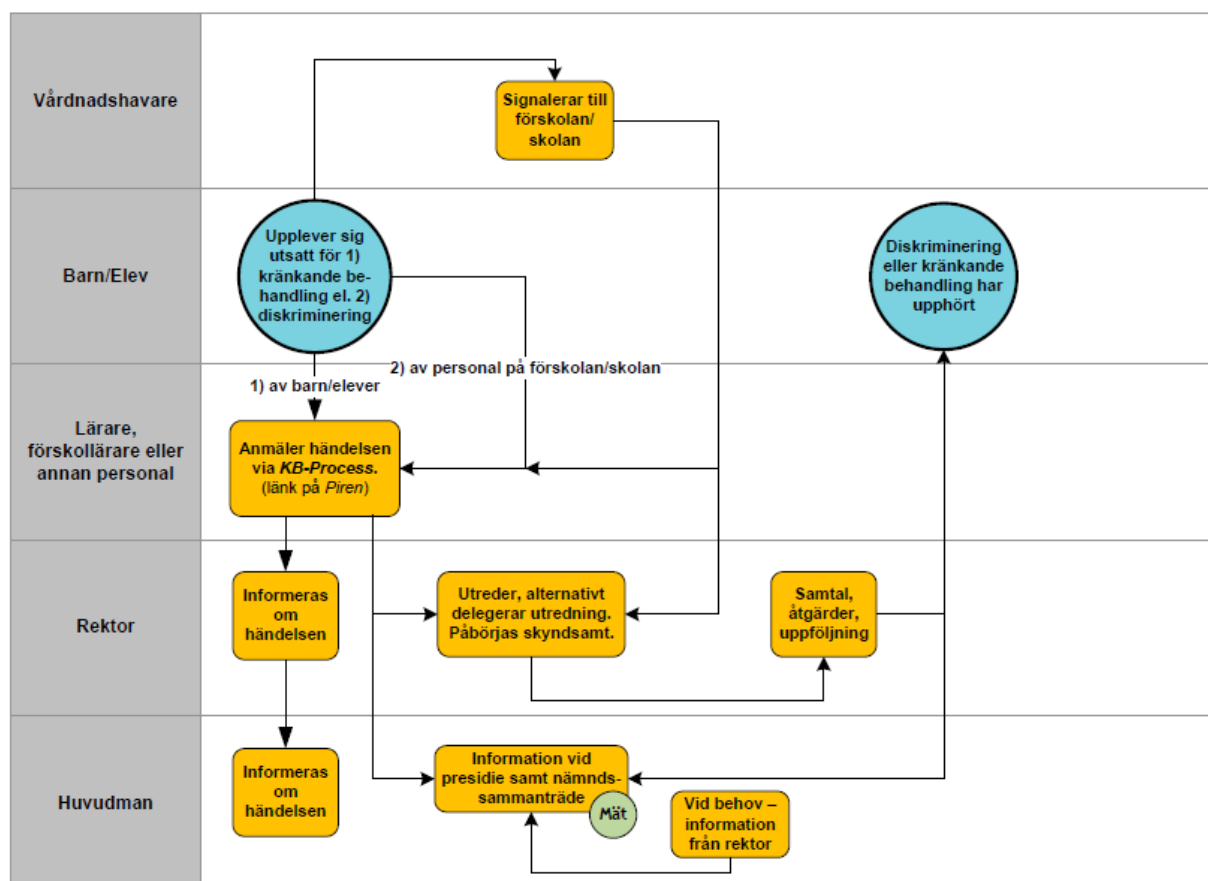 Vårdnadshavare
Signalerar till
förskolan/
skolan
Barn/Elev
Upplever sig
utsatt för 1)
kränkande be-
handling el. 2)
diskriminering
Diskriminering
eller kränkande
behandling har
upphört
2) av personal på förskolan/skolan
1) av barn/elever
Lärare,
förskollärare eller
annan personal
Anmäler händelsen
via KB-Process.
(länk på Piren)
Rektor
Informeras
om
händelsen
Utreder, alternativt
delegerar utredning.
Påbörjas skyndsamt.
Samtal,
åtgärder,
uppföljning
Huvudman
Informeras
om
händelsen
Information vid
presidie samt nämnds-
sammanträde
Mät
Vid behov –
information
från rektor